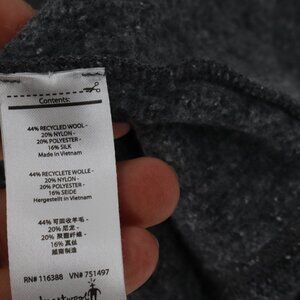 Contents:
44% RECYCLED WOOL -
20% NYLON -
20% POLYESTER -
16% SILK
Made in Vietnam
44% RECYCLETE WOLLE -
20% NYLON -
20% POLYESTER -
16% SEIDE
Hergestellt in Vietnam
44% 可回收羊毛 -
20% 尼龙 -
20% 聚酯纤维 -
16% 真丝
越南制造
RN# 116388 VN# 751497